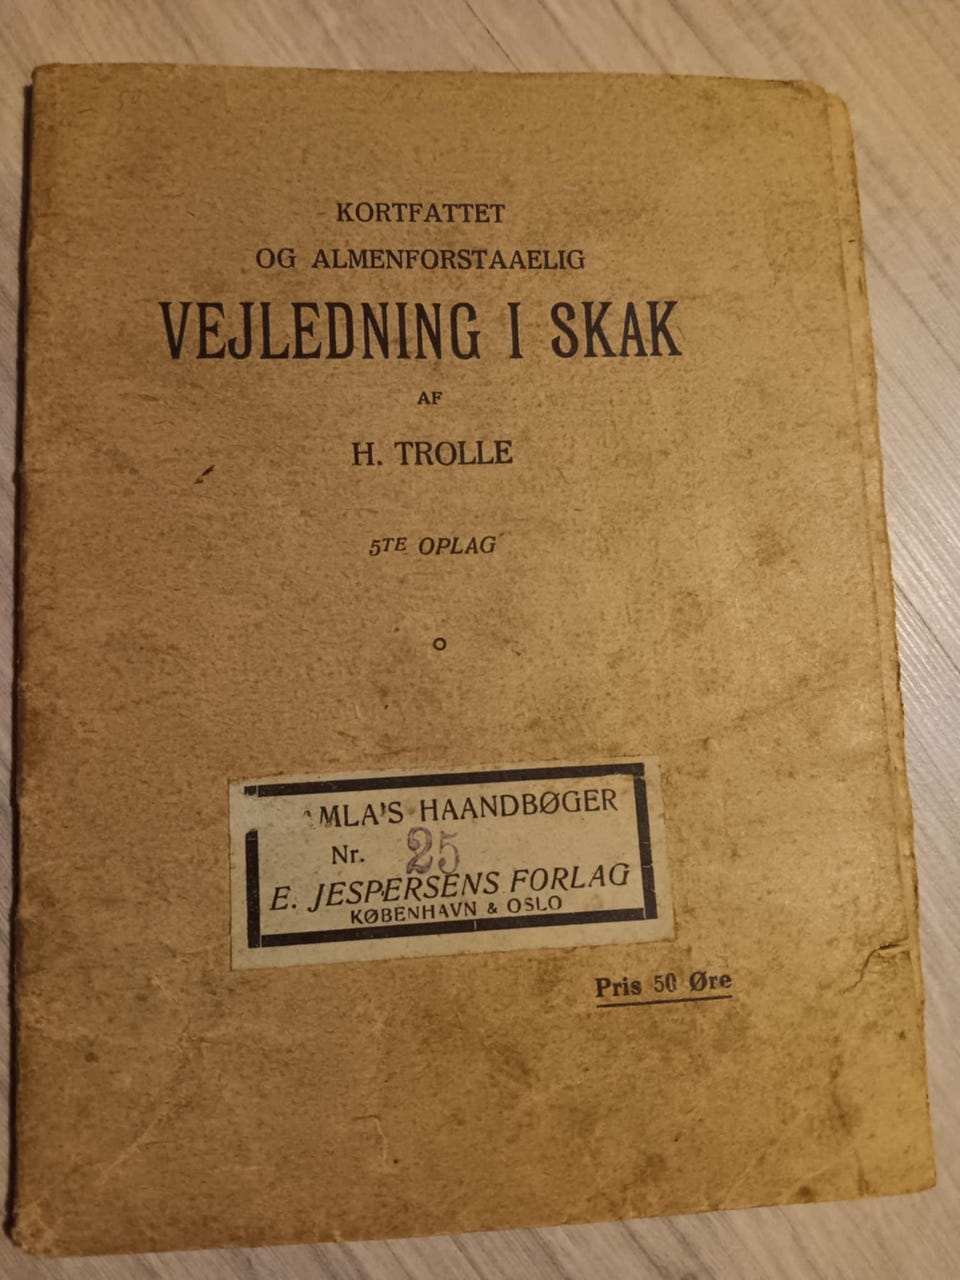 KORTFATTET
OG ALMENFORSTAAELIG
VEJLEDNING I SKAK
AF
H. TROLLE
5TE OPLAG
HAANDBØGER
Nr. 25
E. JESPERSENS FORLAG
KØBENHAVN & OSLO
Pris 50 Øre